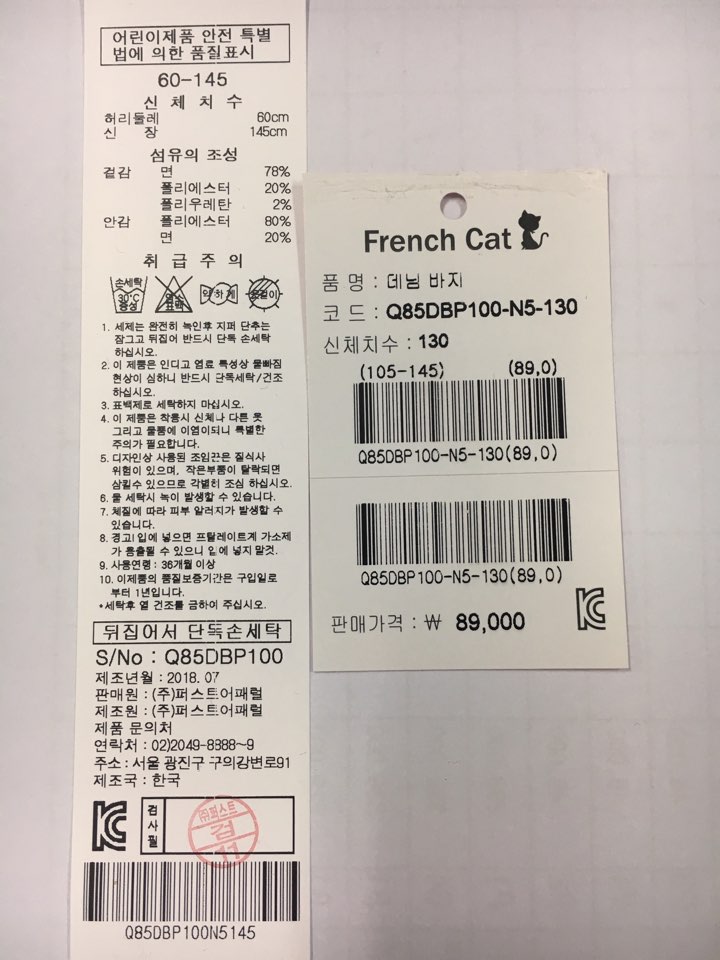 어린이제품 안전 특별
법에 의한 품질표시
60-145
신 체 치 수
허리둘레 60cm
신 장 145cm
섬유의 조성
겉감 면 78%
폴리에스터 20%
폴리우레탄 2%
안감 폴리에스터 80%
면 20%
취 급 주 의
손세탁 30℃ 중성 염소 표백 약하게 옷걸이
1. 세제는 완전히 녹인후 지퍼 단추는
잠그고 뒤집어 반드시 단독 손세탁
하십시오.
2. 이 제품은 인디고 염료 특성상 물빠짐
현상이 심하니 반드시 단독세탁/건조
하십시오.
3. 표백제로 세탁하지 마십시오.
4. 이 제품은 착용시 신체나 다른 옷
그리고 물품에 이염이되니 특별한
주의가 필요합니다.
5. 디자인상 사용된 조임끈은 질식사
위험이 있으며, 작은부품이 탈락되면
삼킬수 있으므로 각별히 조심 하십시오.
6. 물 세탁시 녹이 발생할 수 있습니다.
7. 체질에 따라 피부 알러지가 발생할 수
있습니다.
8. 경고! 입에 넣으면 프탈레이트계 가소제
가 용출될 수 있으니 입에 넣지 말것.
9. 사용연령 : 36개월 이상
10. 이제품의 품질보증기간은 구입일로
부터 1년입니다.
*세탁후 열 건조를 금하여 주십시오.
뒤집어서 단독손세탁
S/No : Q85DBP100
제조년월 : 2018. 07
판매원 : (주)퍼스트어패럴
제조원 : (주)퍼스트어패럴
제품 문의처
연락처 : 02)2049-8888~9
주소 : 서울 광진구 구의강변로91
제조국 : 한국
KC 검사필 ㈜퍼스트 검 11
Q85DBP100N5145
French Cat
품 명 : 데님 바지
코 드 : Q85DBP100-N5-130
신체치수 : 130
(105-145) (89,0)
Q85DBP100-N5-130(89,0)
Q85DBP100-N5-130(89,0)
판매가격 : ₩ 89,000
KC